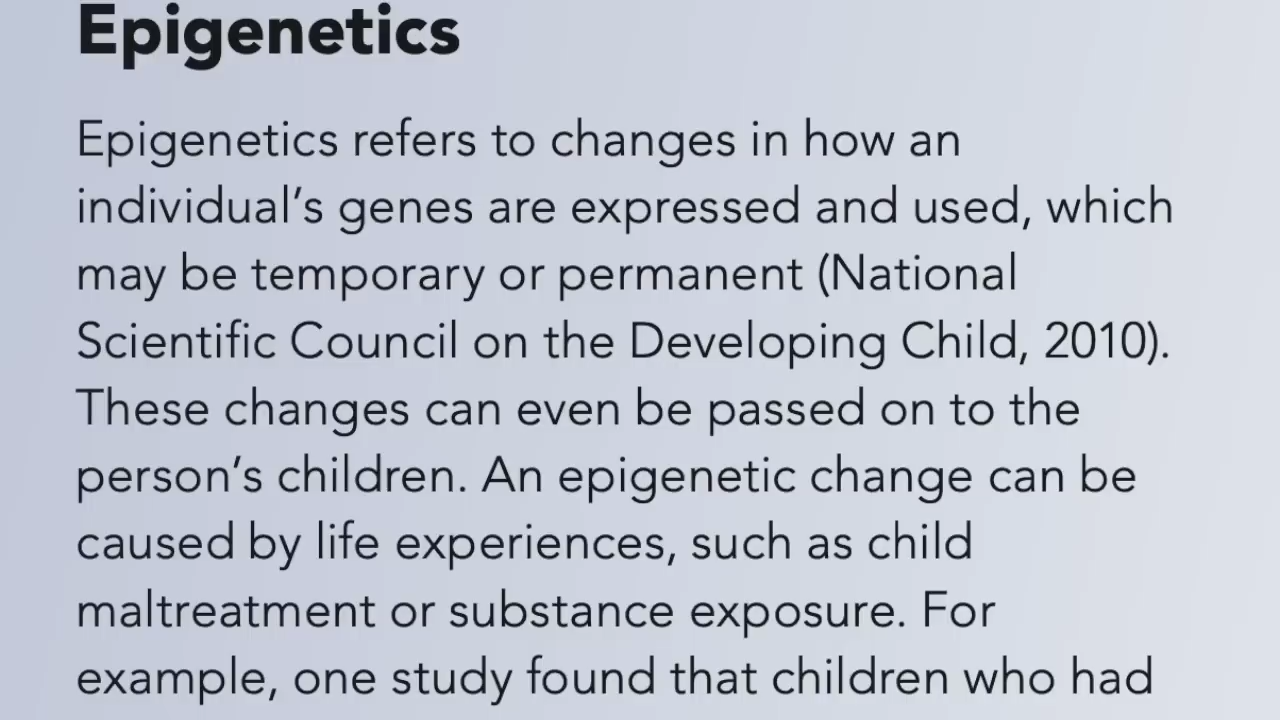 Epigenetics
Epigenetics refers to changes in how an
individual’s genes are expressed and used, which
may be temporary or permanent (National
Scientific Council on the Developing Child, 2010).
These changes can even be passed on to the
person’s children. An epigenetic change can be
caused by life experiences, such as child
maltreatment or substance exposure. For
example, one study found that children who had